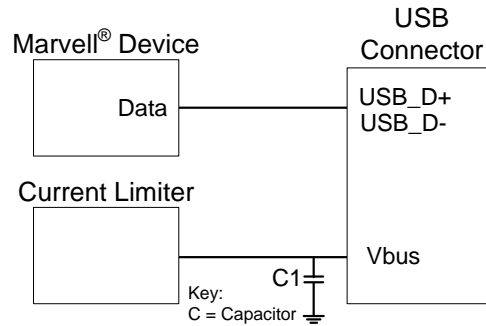 USB
Connector
Marvell® Device
Data
USB_D+
USB_D-
Current Limiter
Vbus
C1
Key:
C = Capacitor